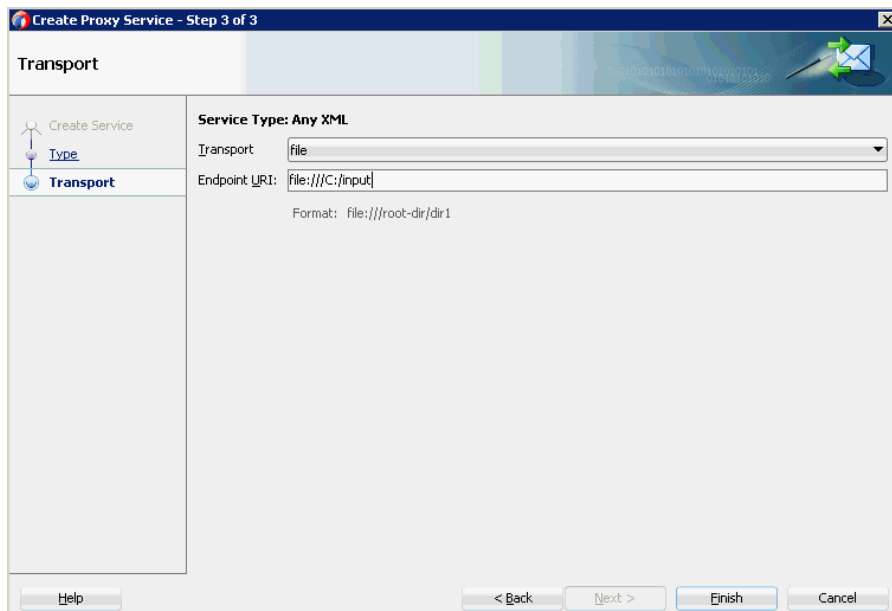 Create Proxy Service - Step 3 of 3
Transport
Create Service
Type
Transport
Service Type: Any XML
Transport file
Endpoint URI: file:///C:/input
Format: file:///root-dir/dir1
Help < Back Next > Finish Cancel